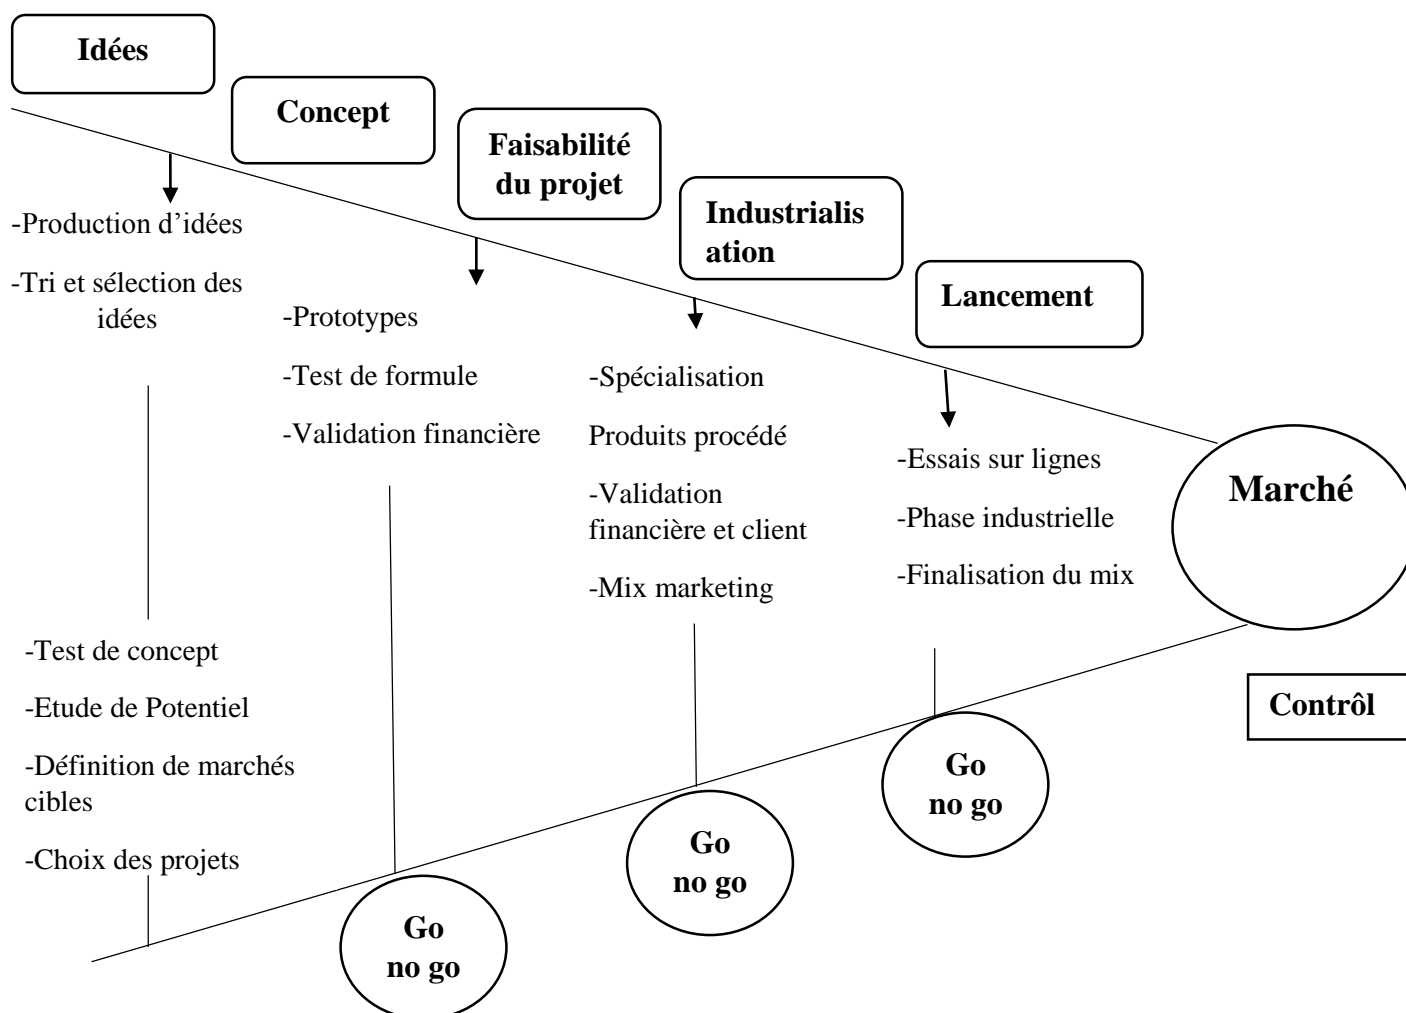 Idées
Concept
Faisabilité
du projet
Industrialis
ation
Lancement
-Production d’idées
-Tri et sélection des
idées
-Prototypes
-Test de formule
-Validation financière
-Spécialisation
Produits procédé
-Validation
financière et client
-Mix marketing
-Essais sur lignes
-Phase industrielle
-Finalisation du mix
Marché
-Test de concept
-Etude de Potentiel
-Définition de marchés
cibles
-Choix des projets
Contrôl
Go
no go
Go
no go
Go
no go